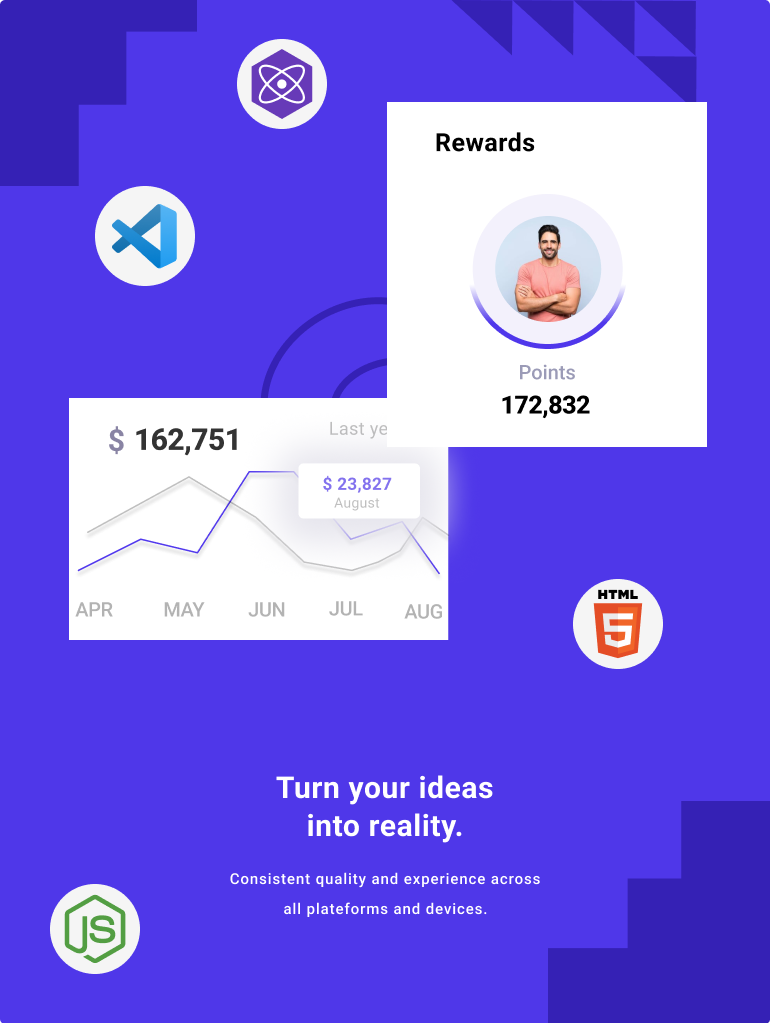 Rewards
Points
172,832
$ 162,751
Last ye
$ 23,827
August
APR MAY JUN JUL AUG
HTML
5
Turn your ideas
into reality.
Consistent quality and experience across
all plateforms and devices.
JS